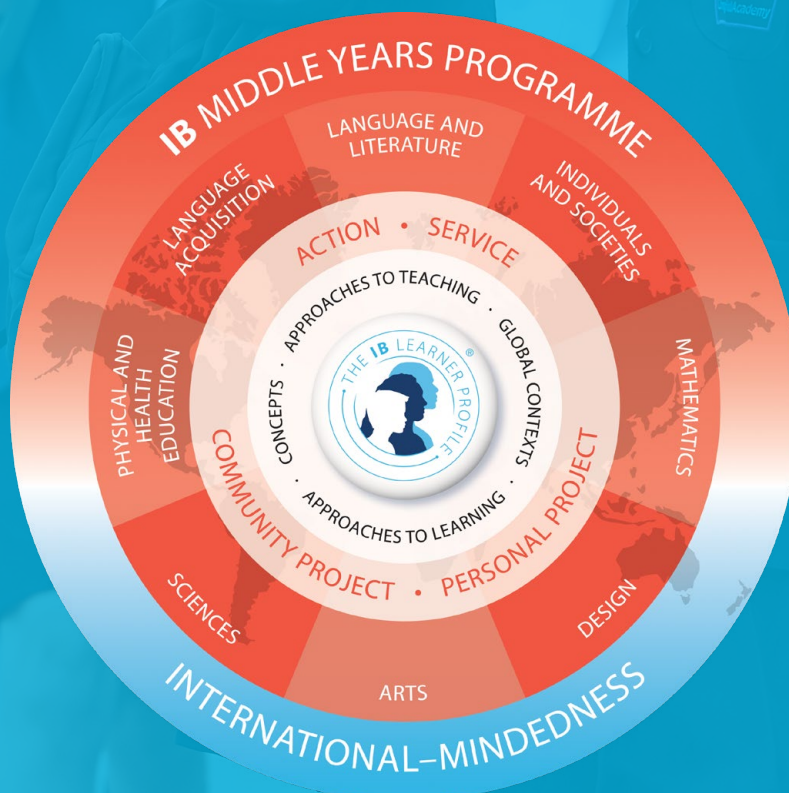 IB MIDDLE YEARS PROGRAMME
LANGUAGE AND
LITERATURE
INDIVIDUALS
AND SOCIETIES
MATHEMATICS
DESIGN
ARTS
SCIENCES
PHYSICAL AND
HEALTH
EDUCATION
LANGUAGE
ACQUISITION
ACTION • SERVICE
PERSONAL PROJECT • COMMUNITY PROJECT
APPROACHES TO TEACHING •
GLOBAL CONTEXTS •
APPROACHES TO LEARNING •
CONCEPTS •
THE IB LEARNER PROFILE®
INTERNATIONAL–MINDEDNESS